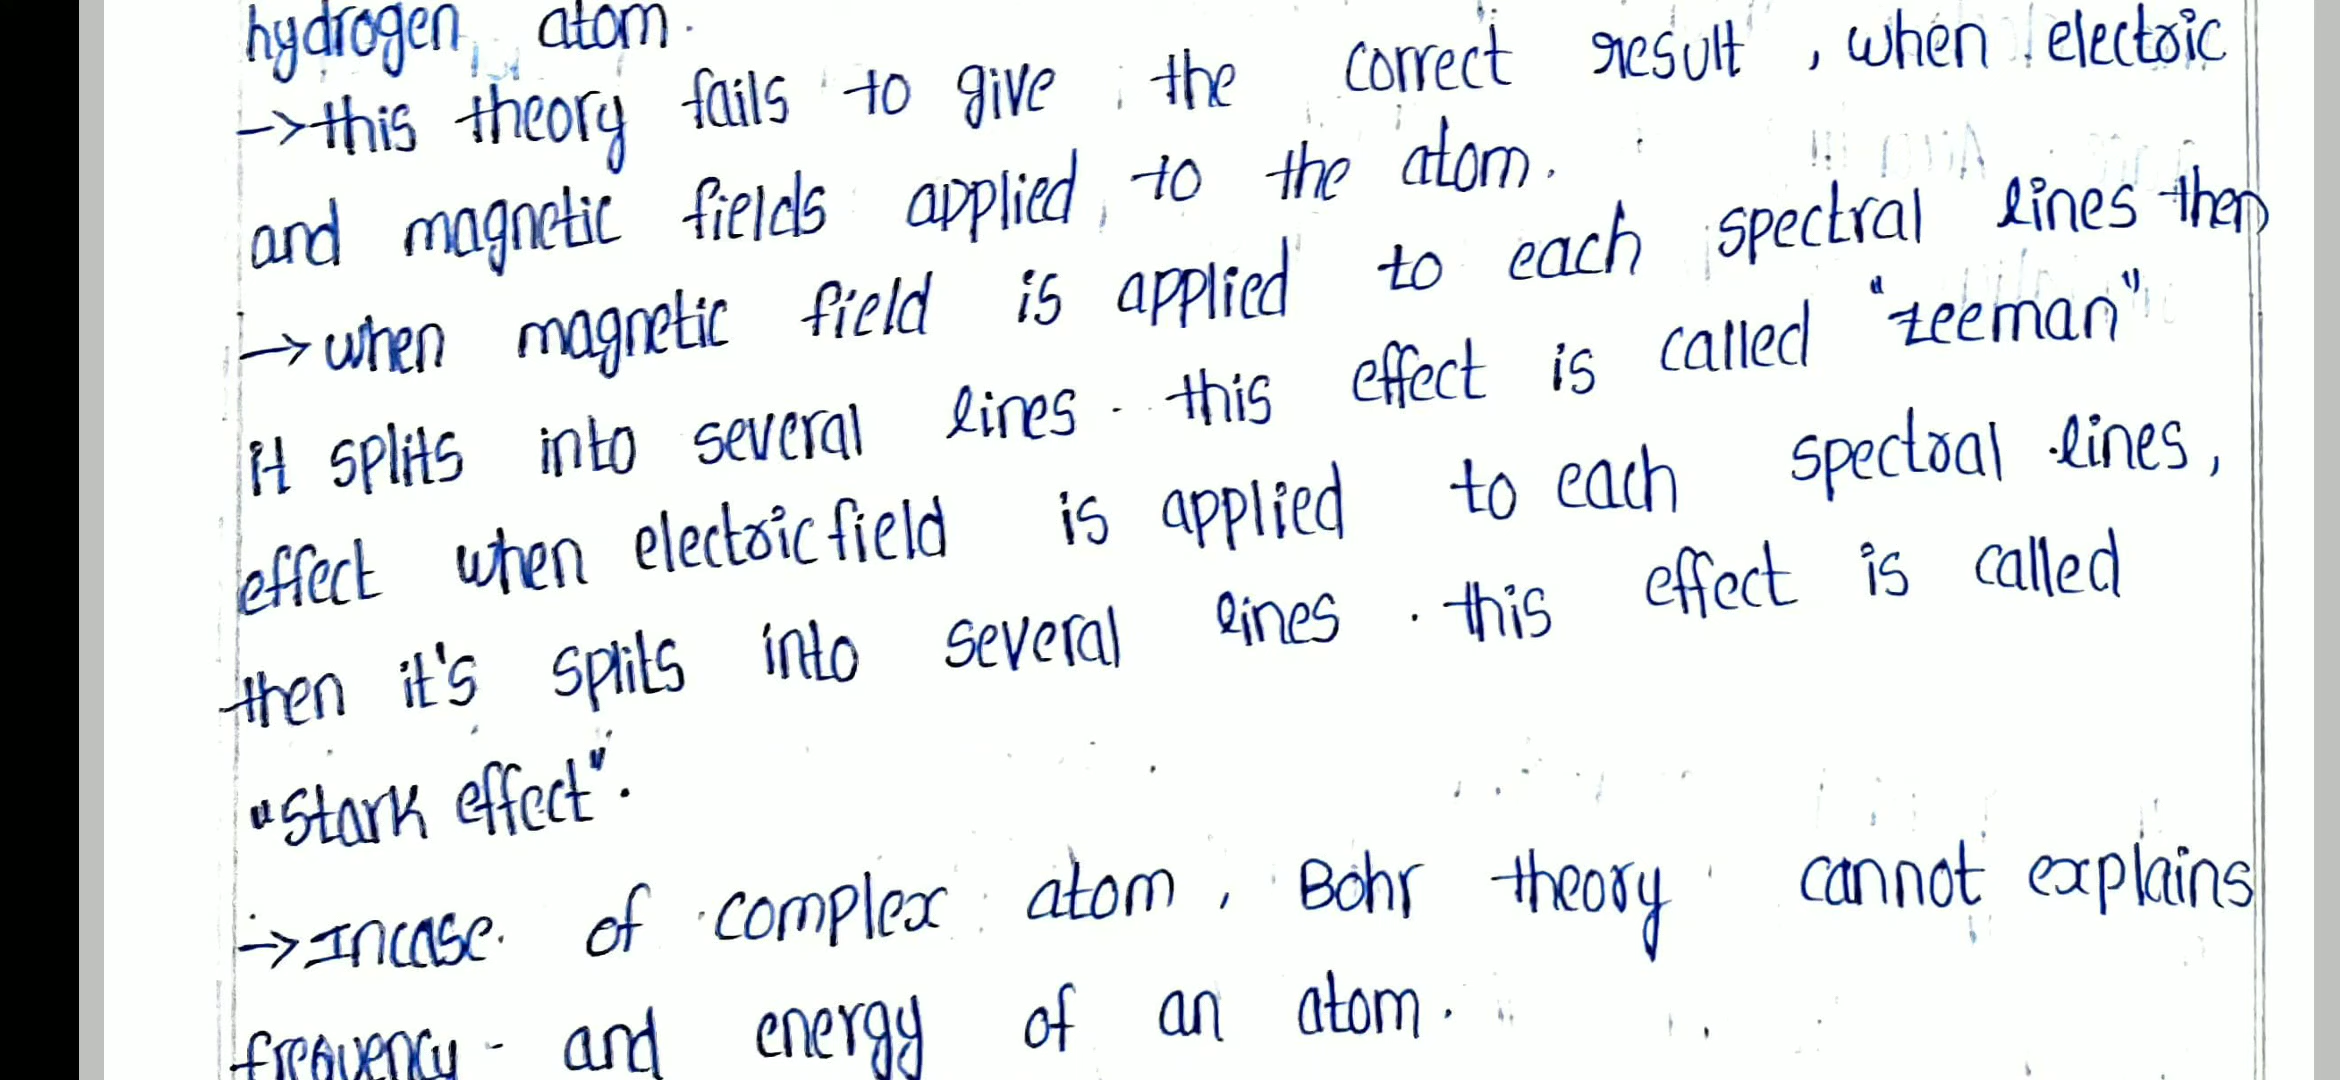 hydrogen atom.
->this theory fails to give the correct result, when electric
and magnetic fields applied to the atom.
->when magnetic field is applied to each spectral lines then
it splits into several lines. this effect is called "zeeman"
effect when electric field is applied to each spectral lines,
then it's splits into several lines. this effect is called
"Stark effect".
->Incase of complex atom, Bohr theory cannot explains
frequency and energy of an atom.